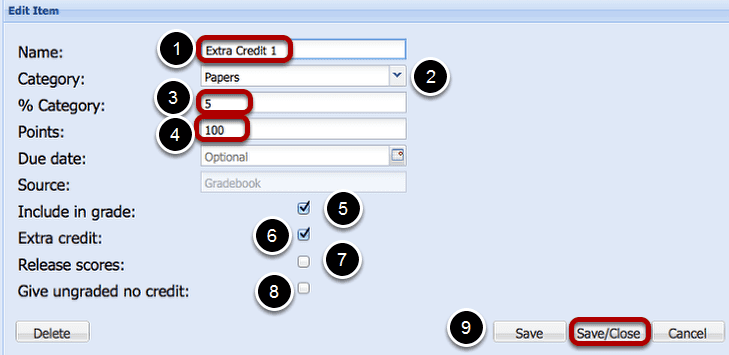 Edit Item
Name: 1 Extra Credit 1
Category: Papers 2
% Category: 3 5
Points: 4 100
Due date: Optional
Source: Gradebook
Include in grade: 5
Extra credit: 6
Release scores: 7
Give ungraded no credit: 8
Delete 9 Save Save/Close Cancel